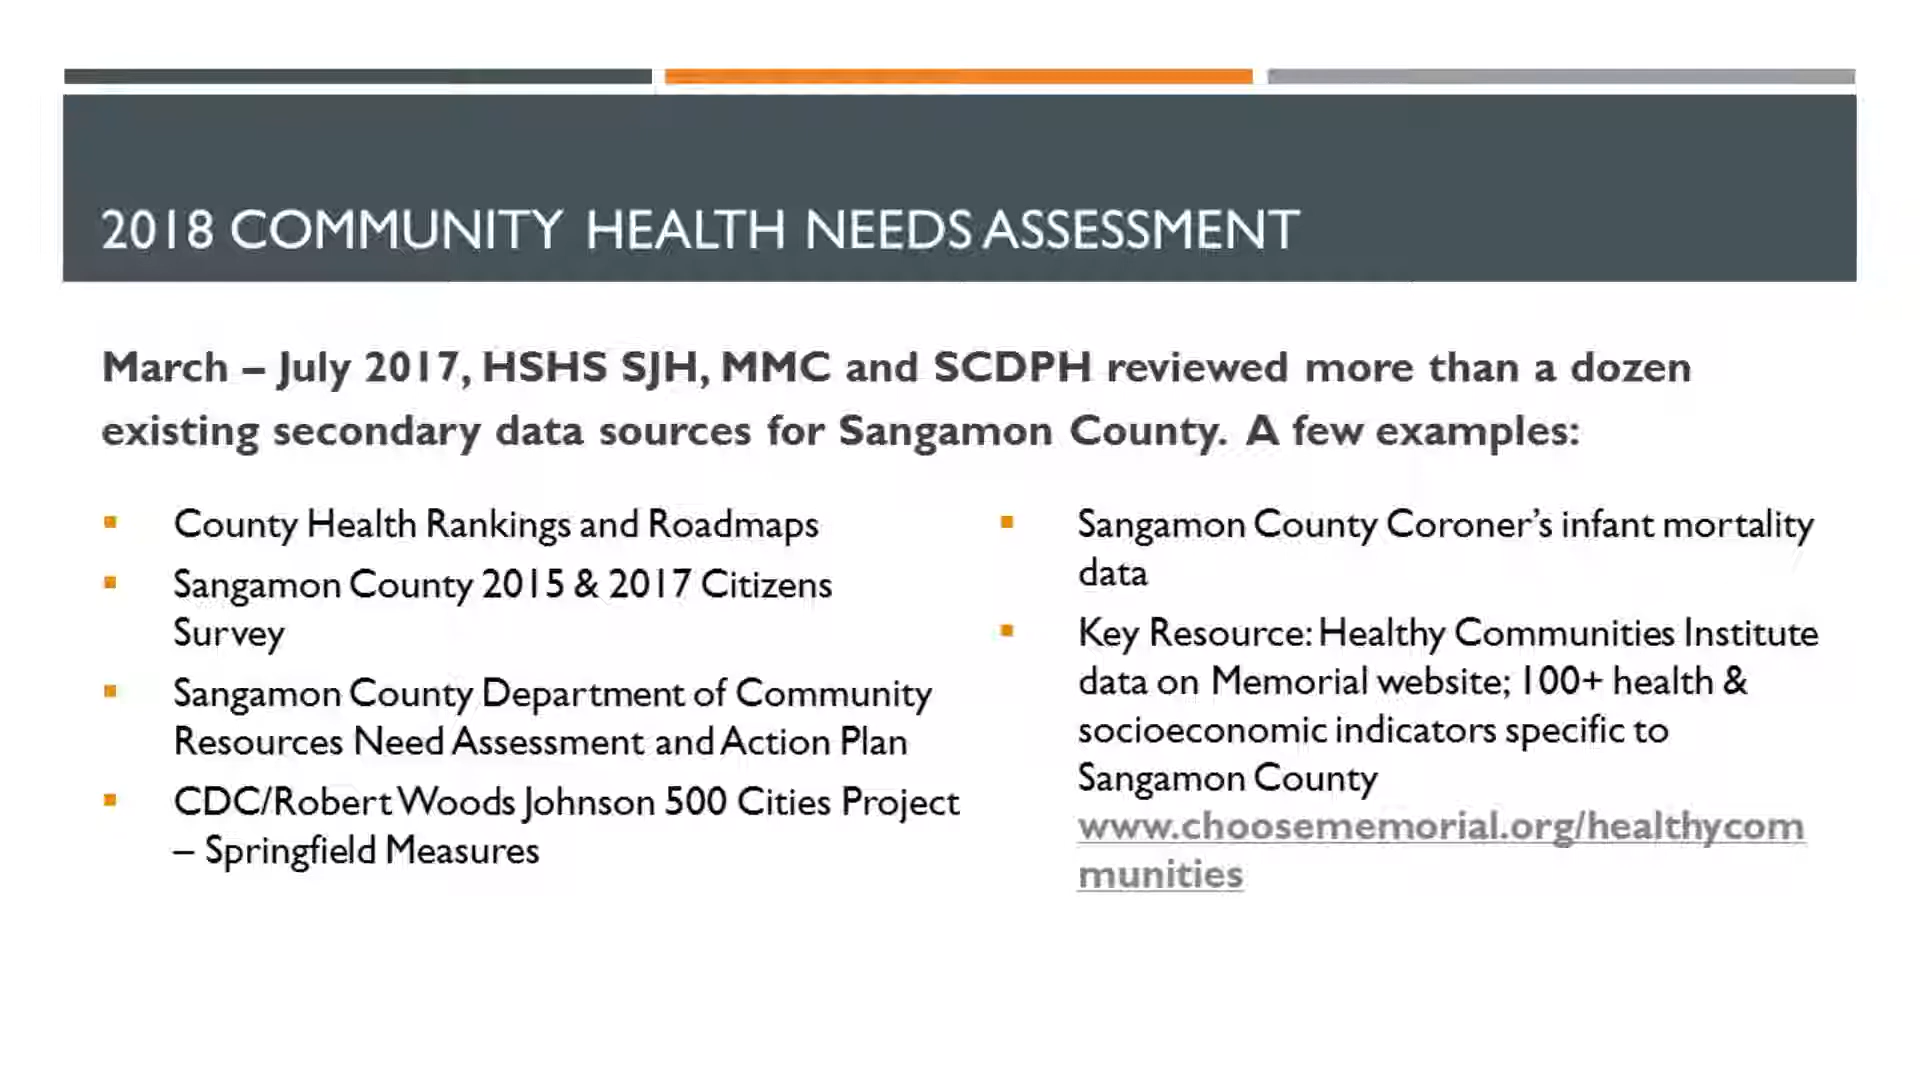 2018 COMMUNITY HEALTH NEEDS ASSESSMENT
March – July 2017, HSHS SJH, MMC and SCDPH reviewed more than a dozen
existing secondary data sources for Sangamon County. A few examples:
▪ County Health Rankings and Roadmaps
▪ Sangamon County 2015 & 2017 Citizens
Survey
▪ Sangamon County Department of Community
Resources Need Assessment and Action Plan
▪ CDC/Robert Woods Johnson 500 Cities Project
– Springfield Measures
▪ Sangamon County Coroner’s infant mortality
data
▪ Key Resource: Healthy Communities Institute
data on Memorial website; 100+ health &
socioeconomic indicators specific to
Sangamon County
www.choosememorial.org/healthycom
munities